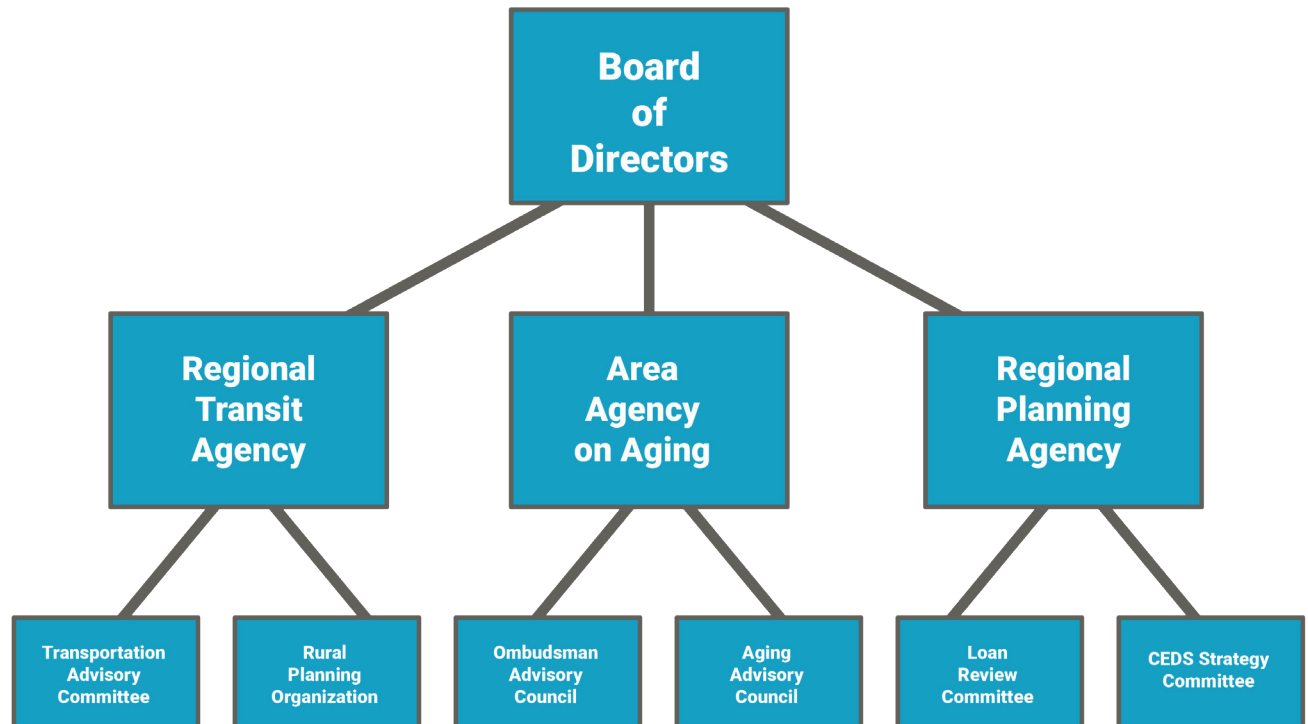 Board
of
Directors
Regional
Transit
Agency
Area
Agency
on Aging
Regional
Planning
Agency
Transportation
Advisory
Committee
Rural
Planning
Organization
Ombudsman
Advisory
Council
Aging
Advisory
Council
Loan
Review
Committee
CEDS Strategy
Committee